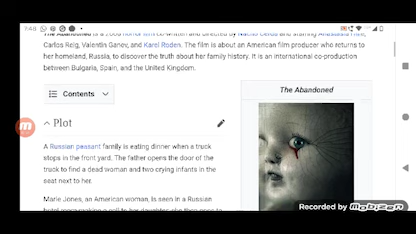 7:46
The Abandoned is a 2006 horror film co-written and directed by Nacho Cerdà and starring Anastasia Hille,
Carlos Reig, Valentin Ganev, and Karel Roden. The film is about an American film producer who returns to
her homeland, Russia, to discover the truth about her family history. It is an international co-production
between Bulgaria, Spain, and the United Kingdom.
Contents
The Abandoned
Plot
A Russian peasant family is eating dinner when a truck
stops in the front yard. The father opens the door of the
truck to find a dead woman and two crying infants in the
seat next to her.
Marie Jones, an American woman, is seen in a Russian
Recorded by Mobizen